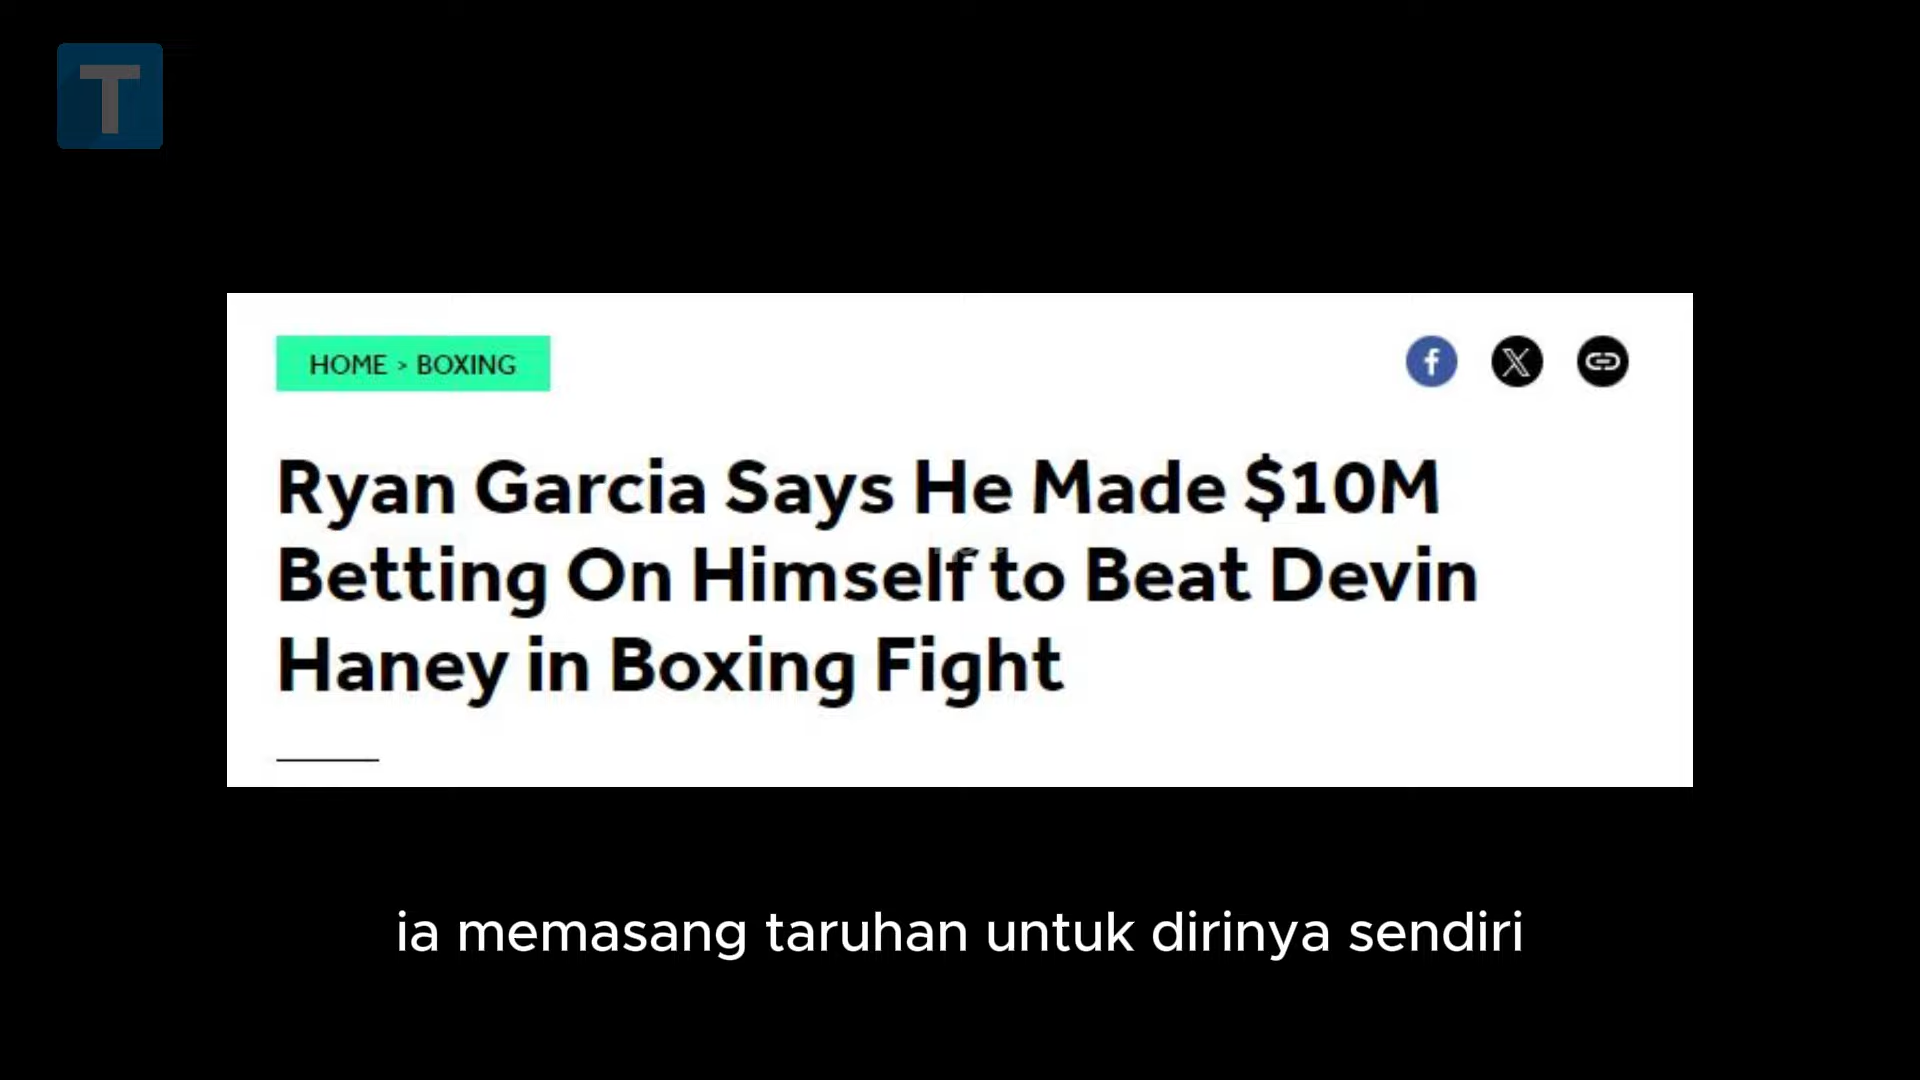 T
HOME > BOXING
Ryan Garcia Says He Made $10M
Betting On Himself to Beat Devin
Haney in Boxing Fight
ia memasang taruhan untuk dirinya sendiri